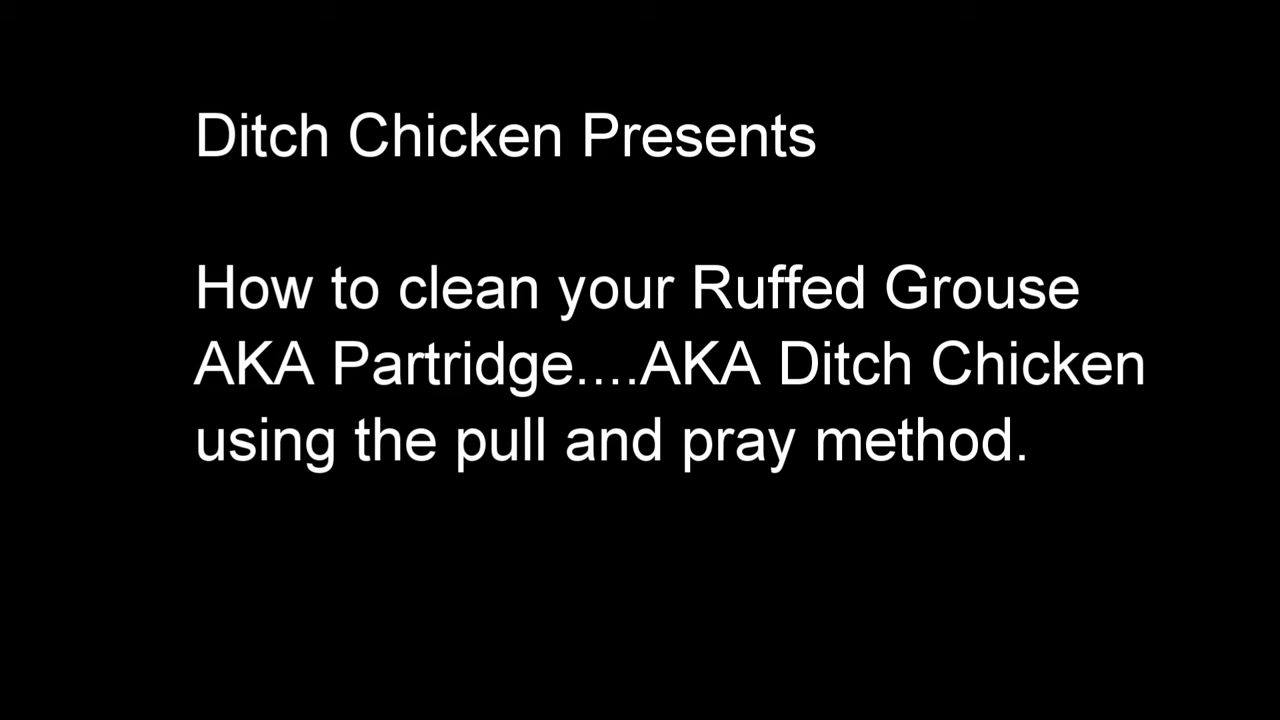 Ditch Chicken Presents
How to clean your Ruffed Grouse
AKA Partridge....AKA Ditch Chicken
using the pull and pray method.